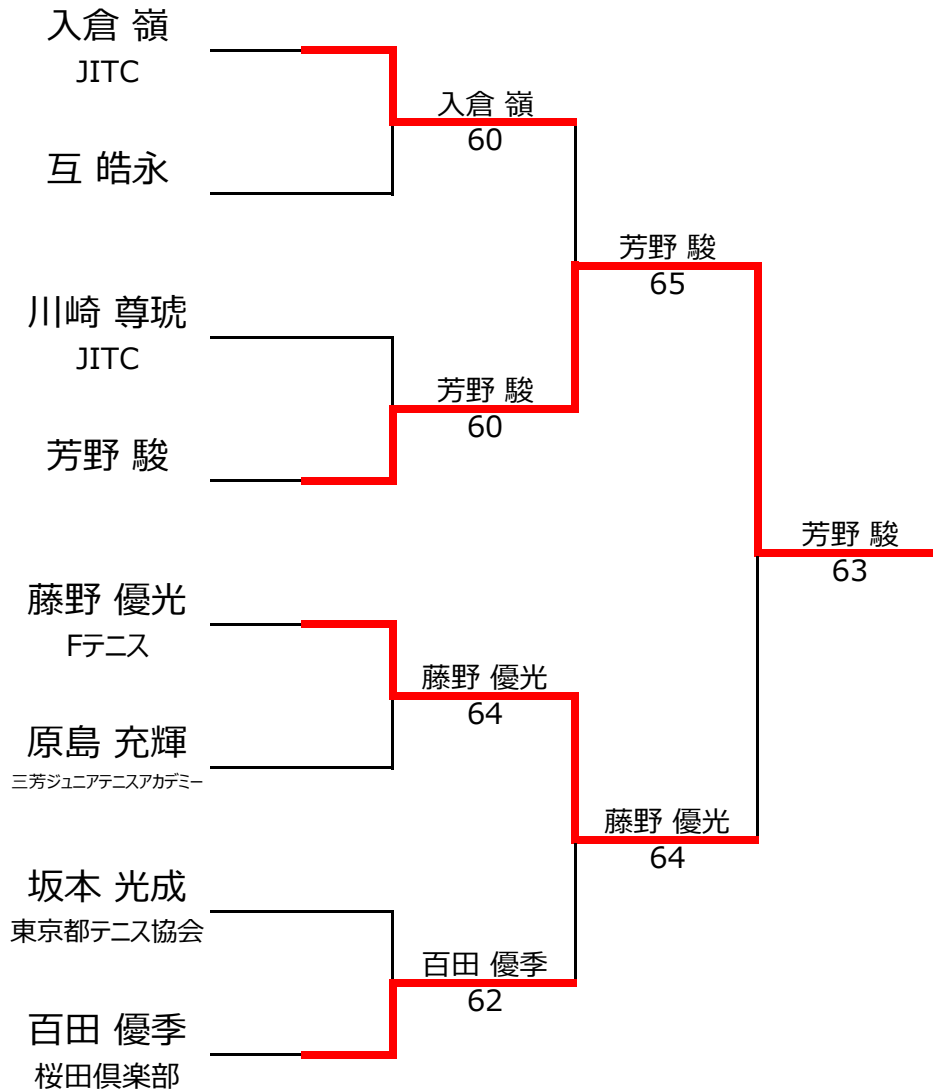 入倉 嶺
JITC
入倉 嶺
60
互 皓永
芳野 駿
65
川崎 尊琥
JITC
芳野 駿
60
芳野 駿
芳野 駿
63
藤野 優光
Fテニス
藤野 優光
64
原島 充輝
三芳ジュニアテニスアカデミー
藤野 優光
64
坂本 光成
東京都テニス協会
百田 優季
62
百田 優季
桜田倶楽部